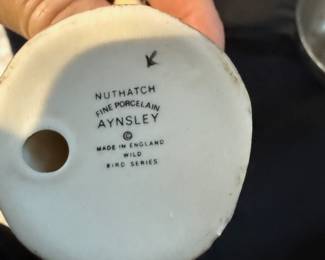 NUTHATCH
FINE PORCELAIN
AYNSLEY
©
MADE IN ENGLAND
WILD
BIRD SERIES